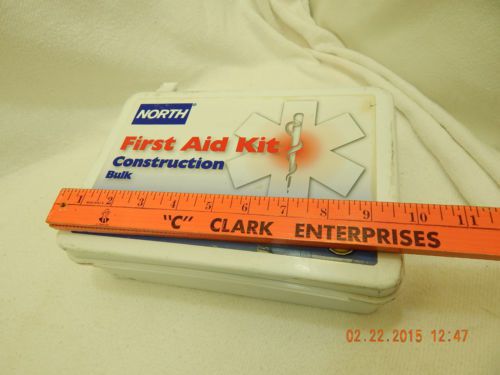 NORTH
First Aid Kit
Construction
Bulk
1 2 3 4 5 6 7 8 9 10 11
"C" CLARK ENTERPRISES
02.22.2015 12:47